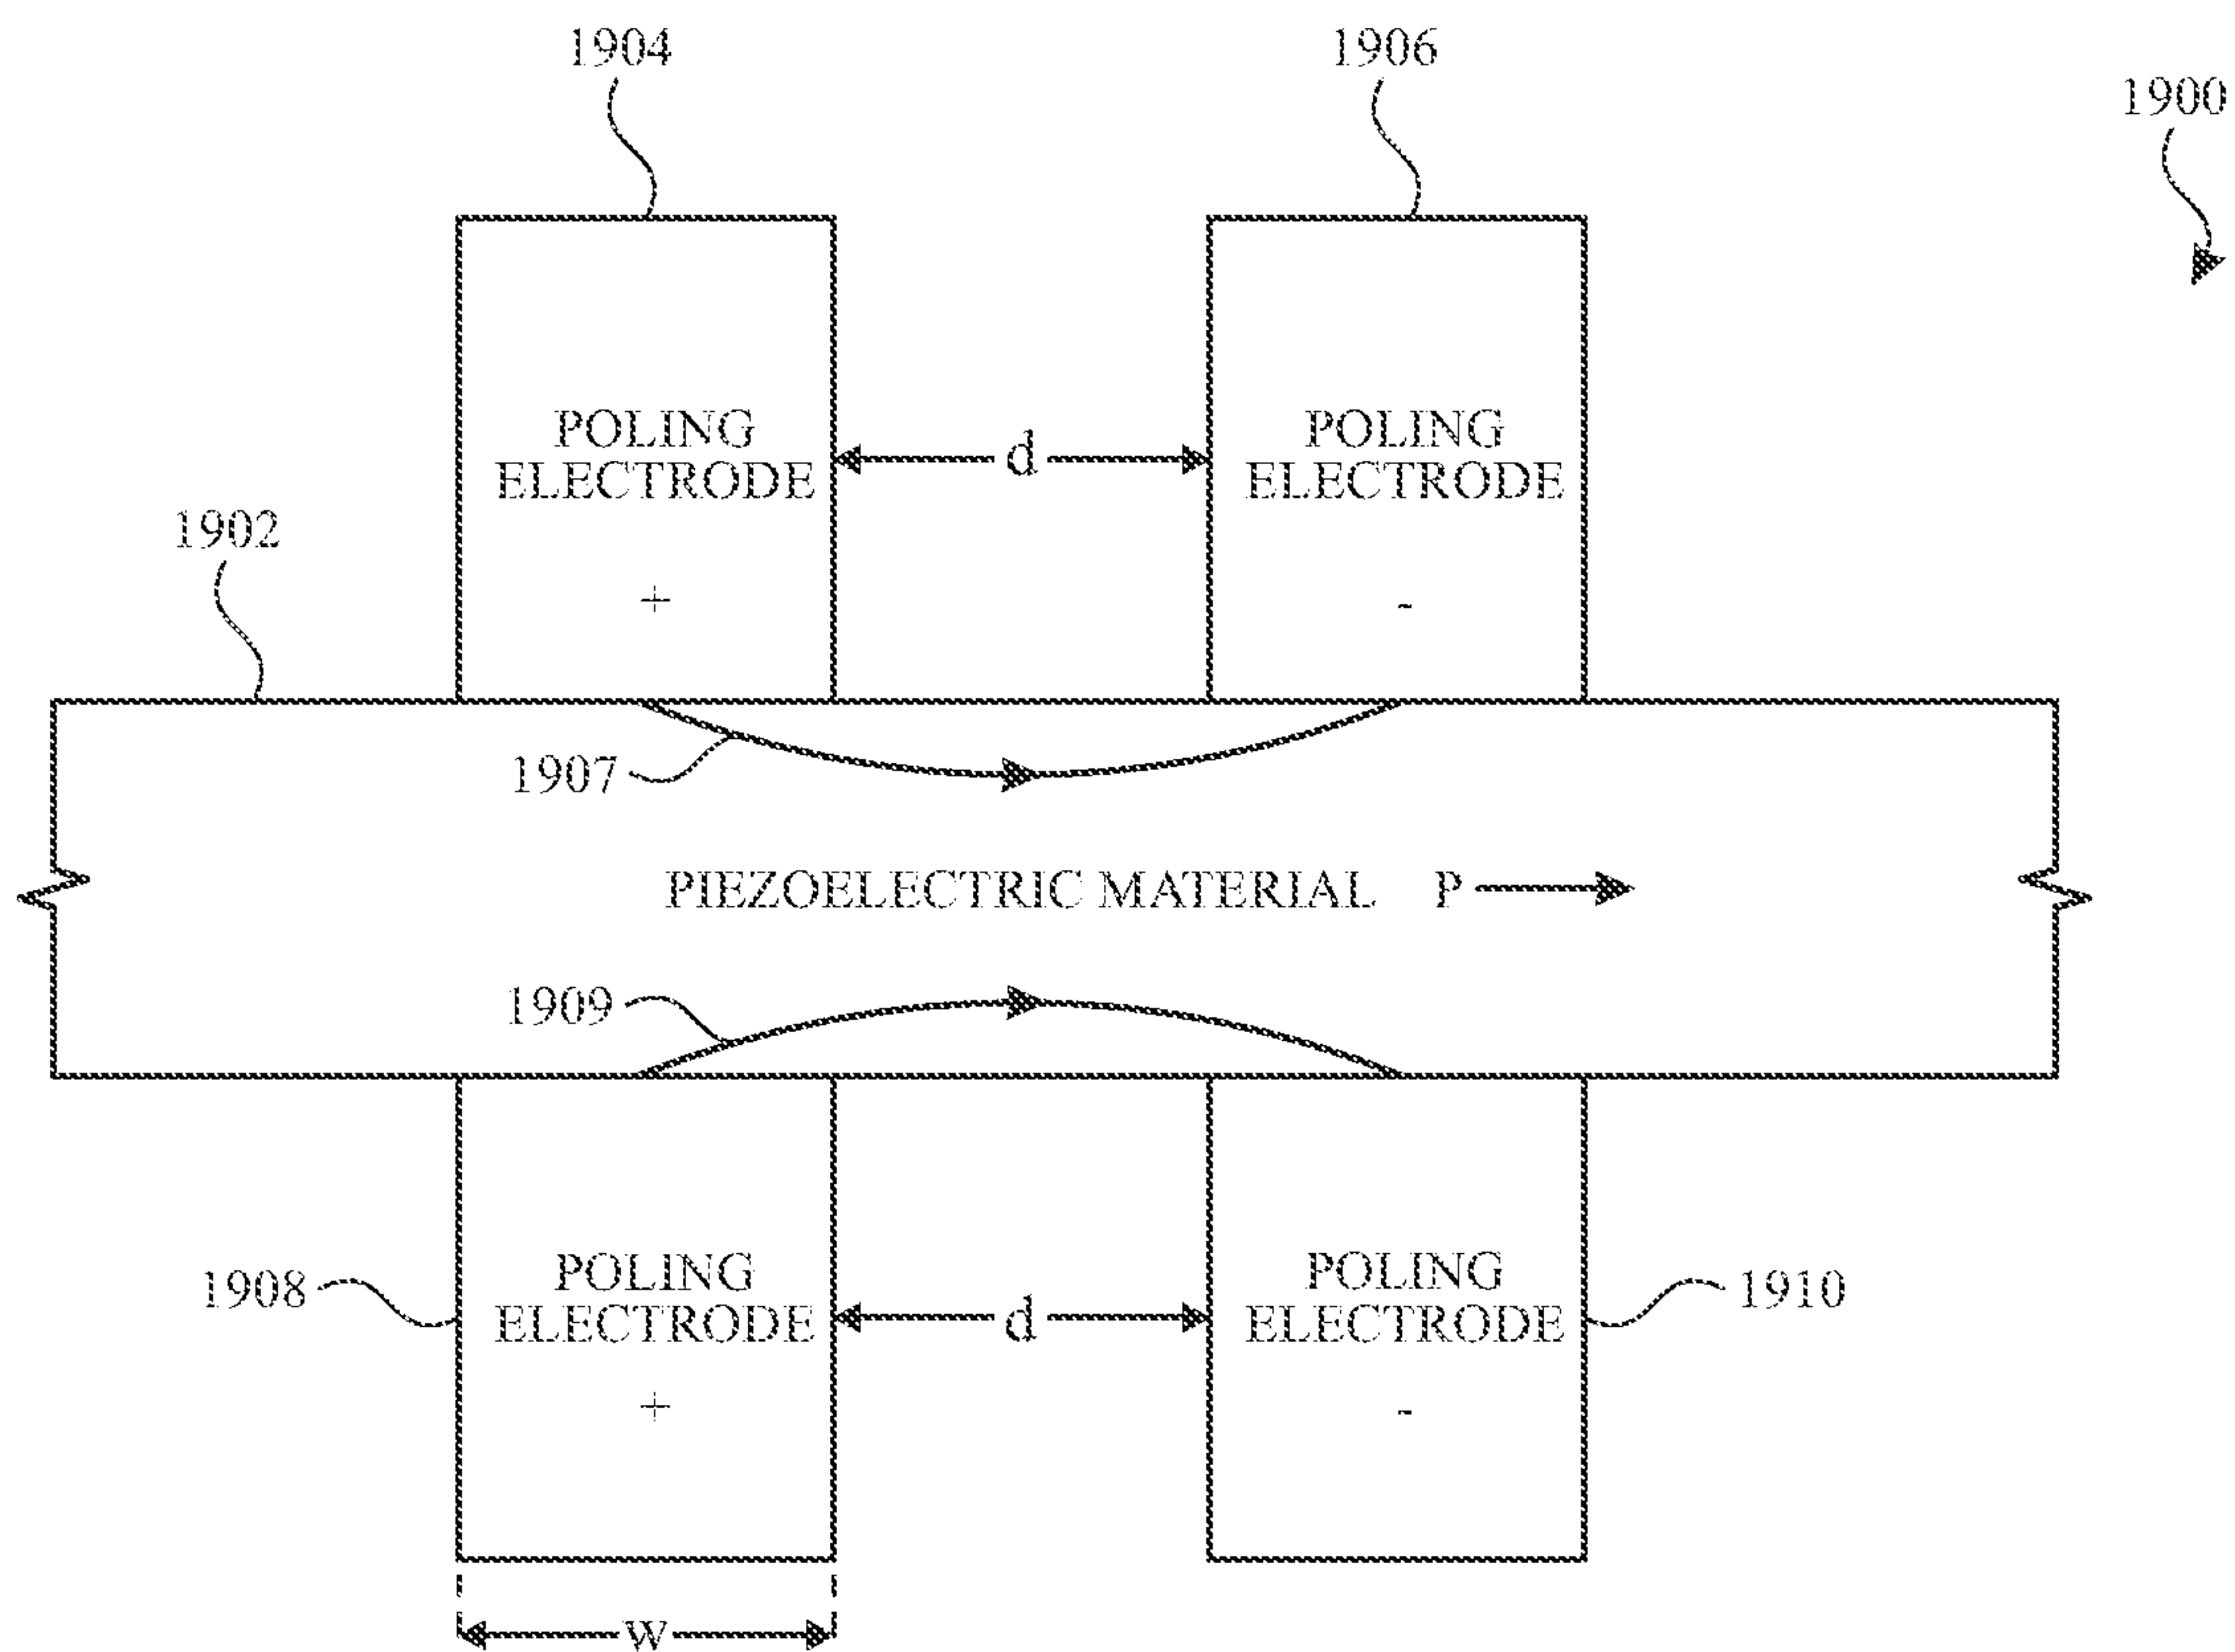 1904
1906
1900
POLING
ELECTRODE
+
d
POLING
ELECTRODE
-
1902
1907
PIEZOELECTRIC MATERIAL P
1909
1908
POLING
ELECTRODE
+
d
POLING
ELECTRODE
-
1910
w